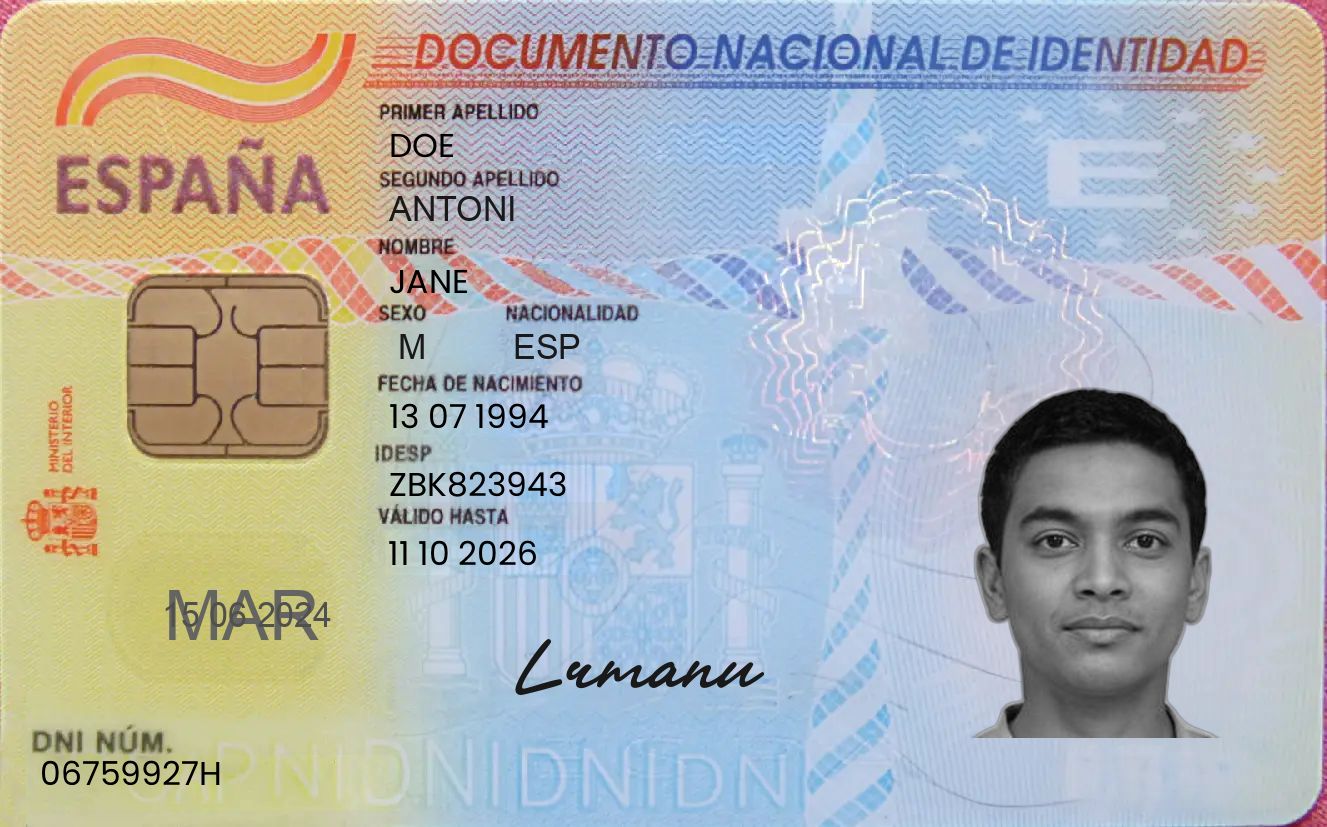 DOCUMENTO NACIONAL DE IDENTIDAD
ESPAÑA
PRIMER APELLIDO
DOE
SEGUNDO APELLIDO
ANTONI
NOMBRE
JANE
SEXO NACIONALIDAD
M ESP
FECHA DE NACIMIENTO
13 07 1994
IDESP
ZBK823943
VÁLIDO HASTA
11 10 2026
MINISTERIO
DEL INTERIOR
E
MAR
15 06 2024
Lumanu
DNI NÚM.
06759927H
DNIDNIDNIDN